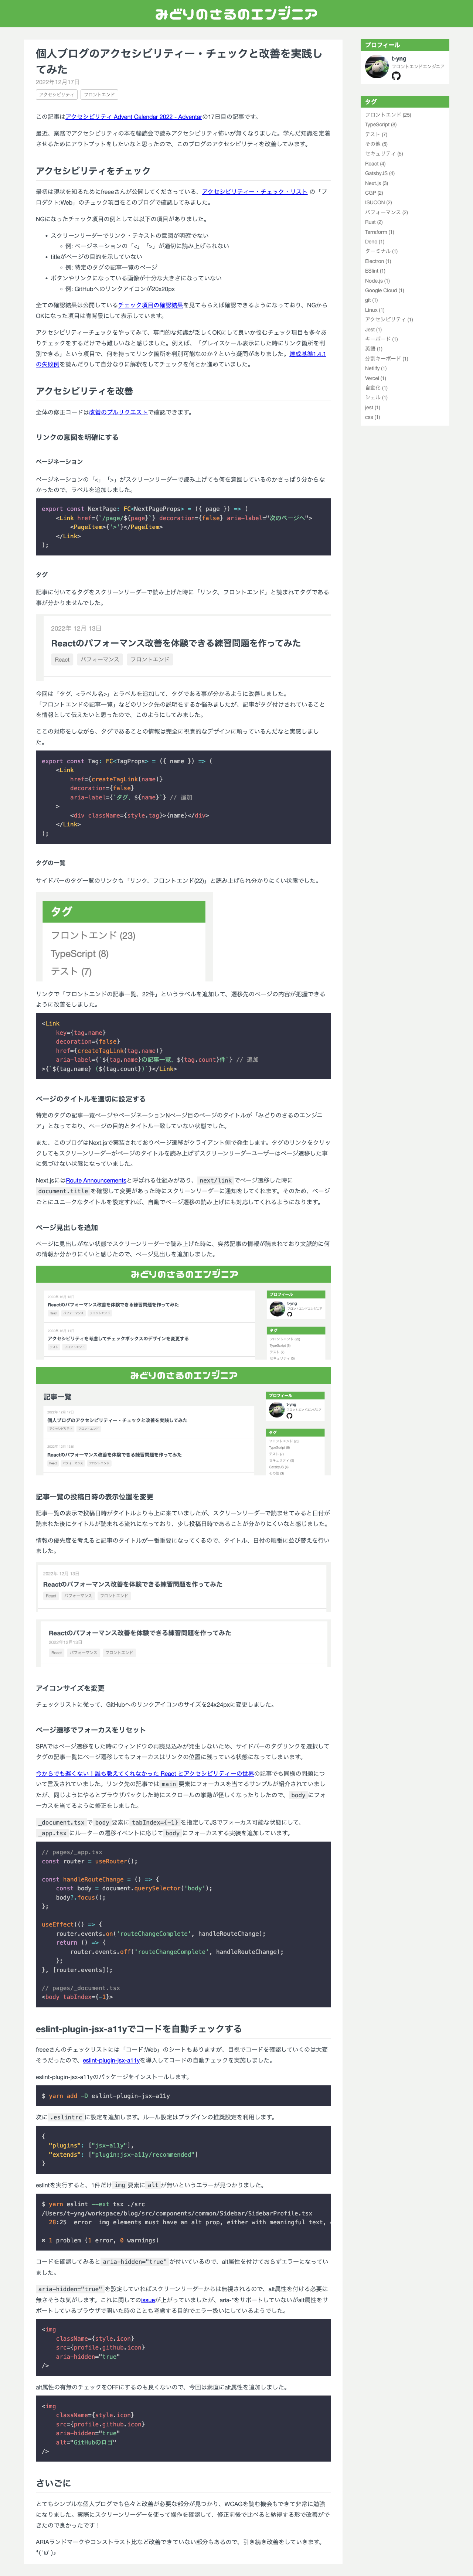 みどりのさるのエンジニア
個人ブログのアクセシビリティー・チェックと改善を実践し
てみた
2022年12月17日
アクセシビリティ フロントエンド
この記事はアクセシビリティ Advent Calendar 2022 - Adventarの17日目の記事です。
最近、業務でアクセシビリティの本を輪読会で読みアクセシビリティ怖いが無くなりました。学んだ知識を定着
させるためにアウトプットをしたいなと思ったので、このブログのアクセシビリティを改善してみます。
アクセシビリティをチェック
最初は現状を知るためにfreeeさんが公開してくださっている、アクセシビリティー・チェック・リスト の「プ
ロダクト:Web」のチェック項目をこのブログで確認してみました。
NGになったチェック項目の例としては以下の項目がありました。
スクリーンリーダーでリンク・テキストの意図が明確でない
例: ページネーションの「<」 「>」が適切に読み上げられない
titleがページの目的を示していない
例: 特定のタグの記事一覧のページ
ボタンやリンクになっている画像が十分な大きさになっていない
例: GitHubへのリンクアイコンが20x20px
全ての確認結果は公開しているチェック項目の確認結果を見てもらえば確認できるようになっており、NGから
OKになった項目は背景色にして表示しています。
アクセシビリティーチェックをやってみて、専門的な知識が乏しくOKにして良いか悩むチェック項目も多々あ
りチェックをするだけでも難しいなと感じました。例えば、「グレイスケール表示にした時にリンク箇所を判
別できる」という項目で、何を持ってリンク箇所を判別可能なのか？という疑問がありました。達成基準1.4.1
の失敗例を読んだりして自分なりに解釈をしてチェックを何とか進めていました。
アクセシビリティを改善
全体の修正コードは改善のプルリクエストで確認できます。
リンクの意図を明確にする
ページネーション
ページネーションの「<」「>」がスクリーンリーダーで読み上げても何を意図しているのかさっぱり分からな
かったので、ラベルを追加しました。
export const NextPage: FC<NextPageProps> = ({ page }) => (
<Link href={`/page/${page}`} decoration={false} aria-label="次のページへ">
<PageItem>{'>'}</PageItem>
</Link>
);
タグ
記事に付いてるタグをスクリーンリーダーで読み上げた時に「リンク、フロントエンド」と読まれてタグである
事が分かりませんでした。
2022年 12月 13日
Reactのパフォーマンス改善を体験できる練習問題を作ってみた
React パフォーマンス フロントエンド
今回は「タグ、<ラベル名>」とラベルを追加して、タグである事が分かるように改善しました。
「フロントエンドの記事一覧」などのリンク先の説明をするか悩みましたが、記事がタグ付けされていること
を情報として伝えたいと思ったので、このようにしてみました。
ここの対応をしながら、タグであることの情報は完全に視覚的なデザインに頼っているんだなと実感しまし
た。
export const Tag: FC<TagProps> = ({ name }) => (
<Link
href={createTagLink(name)}
decoration={false}
aria-label={`タグ、${name}`} // 追加
>
<div className={style.tag}>{name}</div>
</Link>
);
タグの一覧
サイドバーのタグ一覧のリンクも「リンク、フロントエンド(22)」と読み上げられ分かりにくい状態でした。
タグ
フロントエンド (23)
TypeScript (8)
テスト (7)
リンクで「フロントエンドの記事一覧、22件」というラベルを追加して、遷移先のページの内容が把握できる
ように改善をしました。
<Link
key={tag.name}
decoration={false}
href={createTagLink(tag.name)}
aria-label={`${tag.name}の記事一覧、${tag.count}件`} // 追加
>{`${tag.name} (${tag.count})`}</Link>
ページのタイトルを適切に設定する
特定のタグの記事一覧ページやページネーションNページ目のページのタイトルが「みどりのさるのエンジニ
ア」となっており、ページの目的とタイトル一致していない状態でした。
また、このブログはNext.jsで実装されておりページ遷移がクライアント側で発生します。タグのリンクをクリッ
クしてもスクリーンリーダーがページのタイトルを読み上げずスクリーンリーダーユーザーはページ遷移した事
に気づけない状態になっていました。
Next.jsにはRoute Announcementsと呼ばれる仕組みがあり、 next/link でページ遷移した時に
document.title を確認して変更があった時にスクリーンリーダーに通知をしてくれます。そのため、ページ
ごとにユニークなタイトルを設定すれば、自動でページ遷移の読み上げにも対応してくれるようになります。
ページ見出しを追加
ページに見出しがない状態でスクリーンリーダーで読み上げた時に、突然記事の情報が読まれており文脈的に何
の情報か分かりにくいと感じたので、ページ見出しを追加しました。
みどりのさるのエンジニア
Reactのパフォーマンス改善を体験できる練習問題を作ってみた
アクセシビリティを考慮してチェックボックスのデザインを変更する
プロフィール
t-yng
タグ
みどりのさるのエンジニア
記事一覧
個人ブログのアクセシビリティー・チェックと改善を実践してみた
Reactのパフォーマンス改善を体験できる練習問題を作ってみた
プロフィール
t-yng
タグ
記事一覧の投稿日時の表示位置を変更
記事一覧の表示で投稿日時がタイトルよりも上に来ていましたが、スクリーンリーダーで読ませてみると日付が
読まれた後にタイトルが読まれる流れになっており、少し投稿日時であることが分かりにくいなと感じました。
情報の優先度を考えると記事のタイトルが一番重要になってくるので、タイトル、日付の順番に並び替えを行い
ました。
2022年 12月 13日
Reactのパフォーマンス改善を体験できる練習問題を作ってみた
React パフォーマンス フロントエンド
Reactのパフォーマンス改善を体験できる練習問題を作ってみた
2022年12月13日
React パフォーマンス フロントエンド
アイコンサイズを変更
チェックリストに従って、GitHubへのリンクアイコンのサイズを24x24pxに変更しました。
ページ遷移でフォーカスをリセット
SPAではページ遷移をした時にウィンドウの再読見込みが発生しないため、サイドバーのタグリンクを選択して
タグの記事一覧にページ遷移してもフォーカスはリンクの位置に残っている状態になってしまいます。
今からでも遅くない！誰も教えてくれなかった React とアクセシビリティーの世界の記事でも同様の問題につ
いて言及されていました。リンク先の記事では main 要素にフォーカスを当てるサンプルが紹介されていました
が、同じようにやるとブラウザバックした時にスクロールの挙動が怪しくなったりしたので、 body にフォ
ーカスを当てるように修正をしました。
_document.tsx で body 要素に tabIndex={-1} を指定してJSでフォーカス可能な状態にして、
_app.tsx にルーターの遷移イベントに応じて body にフォーカスする実装を追加しています。
// pages/_app.tsx
const router = useRouter();
const handleRouteChange = () => {
const body = document.querySelector('body');
body?.focus();
};
useEffect(() => {
router.events.on('routeChangeComplete', handleRouteChange);
return () => {
router.events.off('routeChangeComplete', handleRouteChange);
};
}, [router.events]);
// pages/_document.tsx
<body tabIndex={-1}>
eslint-plugin-jsx-a11yでコードを自動チェックする
freeeさんのチェックリストには「コード:Web」のシートもありますが、目視でコードを確認していくのは大変
そうだったので、eslint-plugin-jsx-a11yを導入してコードの自動チェックを実施しました。
eslint-plugin-jsx-a11yのパッケージをインストールします。
$ yarn add -D eslint-plugin-jsx-a11y
次に .eslintrc に設定を追加します。ルール設定はプラグインの推奨設定を利用します。
{
"plugins": ["jsx-a11y"],
"extends": ["plugin:jsx-a11y/recommended"]
}
eslintを実行すると、1件だけ img 要素に alt が無いというエラーが見つかりました。
$ yarn eslint --ext tsx ./src
/Users/t-yng/workspace/blog/src/components/common/Sidebar/SidebarProfile.tsx
28:25 error img elements must have an alt prop, either with meaningful text,
✖ 1 problem (1 error, 0 warnings)
コードを確認してみると aria-hidden="true" が付いているので、alt属性を付けておらずエラーになってい
ました。
aria-hidden="true" を設定していればスクリーンリーダーからは無視されるので、alt属性を付ける必要は
無さそうな気がします。これに関してのissueが上がっていましたが、aria-*をサポートしていないがalt属性をサ
ポートしているブラウザで開いた時のことも考慮する目的でエラー扱いにしているようでした。
<img
className={style.icon}
src={profile.github.icon}
aria-hidden="true"
/>
alt属性の有無のチェックをOFFにするのも良くないので、今回は素直にalt属性を追加しました。
<img
className={style.icon}
src={profile.github.icon}
aria-hidden="true"
alt="GitHubのロゴ"
/>
さいごに
とてもシンプルな個人ブログでも色々と改善が必要な部分が見つかり、WCAGを読む機会もできて非常に勉強
になりました。実際にスクリーンリーダーを使って操作を確認して、修正前後で比べると納得する形で改善がで
きたので良かったです！
ARIAランドマークやコンストラスト比など改善できていない部分もあるので、引き続き改善をしていきます。
プロフィール
t-yng
フロントエンドエンジニア
タグ
フロントエンド (25)
TypeScript (8)
テスト (7)
その他 (5)
セキュリティ (5)
React (4)
GatsbyJS (4)
Next.js (3)
CGP (2)
ISUCON (2)
パフォーマンス (2)
Rust (2)
Terraform (1)
Deno (1)
ターミナル (1)
Electron (1)
ESlint (1)
Node.js (1)
Google Cloud (1)
git (1)
Linux (1)
アクセシビリティ (1)
Jest (1)
キーボード (1)
英語 (1)
分割キーボード (1)
Netlify (1)
Vercel (1)
自動化 (1)
シェル (1)
jest (1)
css (1)